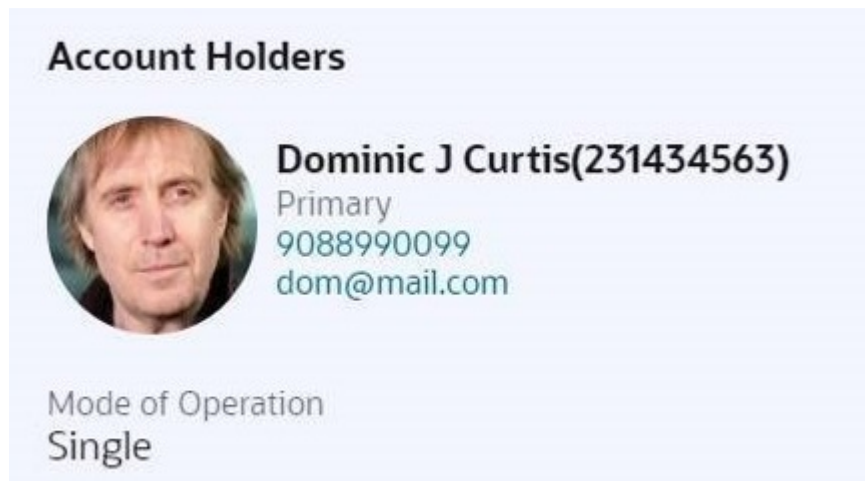 Account Holders
Dominic J Curtis(231434563)
Primary
9088990099
dom@mail.com
Mode of Operation
Single